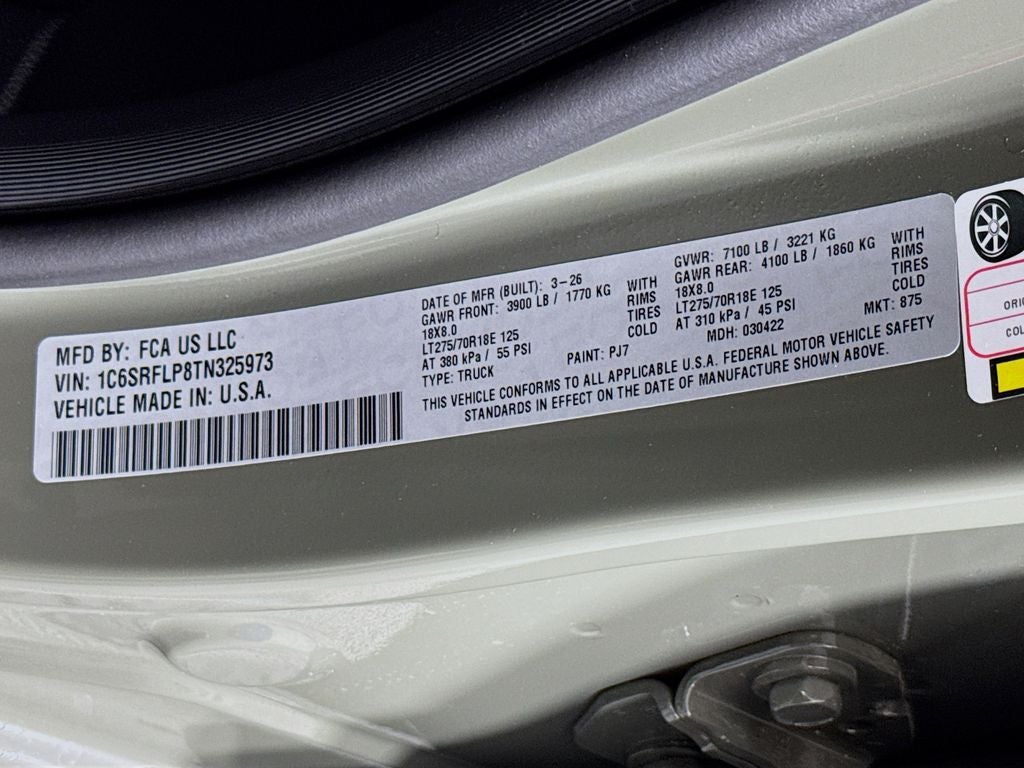 MFD BY: FCA US LLC
VIN: 1C6SRFLP8TN325973
VEHICLE MADE IN: U.S.A.
DATE OF MFR (BUILT): 3-26
GAWR FRONT: 3900 LB / 1770 KG WITH
18X8.0 RIMS
LT275/70R18E 125 TIRES
AT 380 kPa / 55 PSI COLD
TYPE: TRUCK
PAINT: PJ7
GVWR: 7100 LB / 3221 KG
GAWR REAR: 4100 LB / 1860 KG WITH
18X8.0 RIMS
LT275/70R18E 125 TIRES
AT 310 kPa / 45 PSI COLD
MDH: 030422 MKT: 875
THIS VEHICLE CONFORMS TO ALL APPLICABLE U.S.A. FEDERAL MOTOR VEHICLE SAFETY
STANDARDS IN EFFECT ON THE DATE OF MANUFACTURE SHOWN ABOVE.